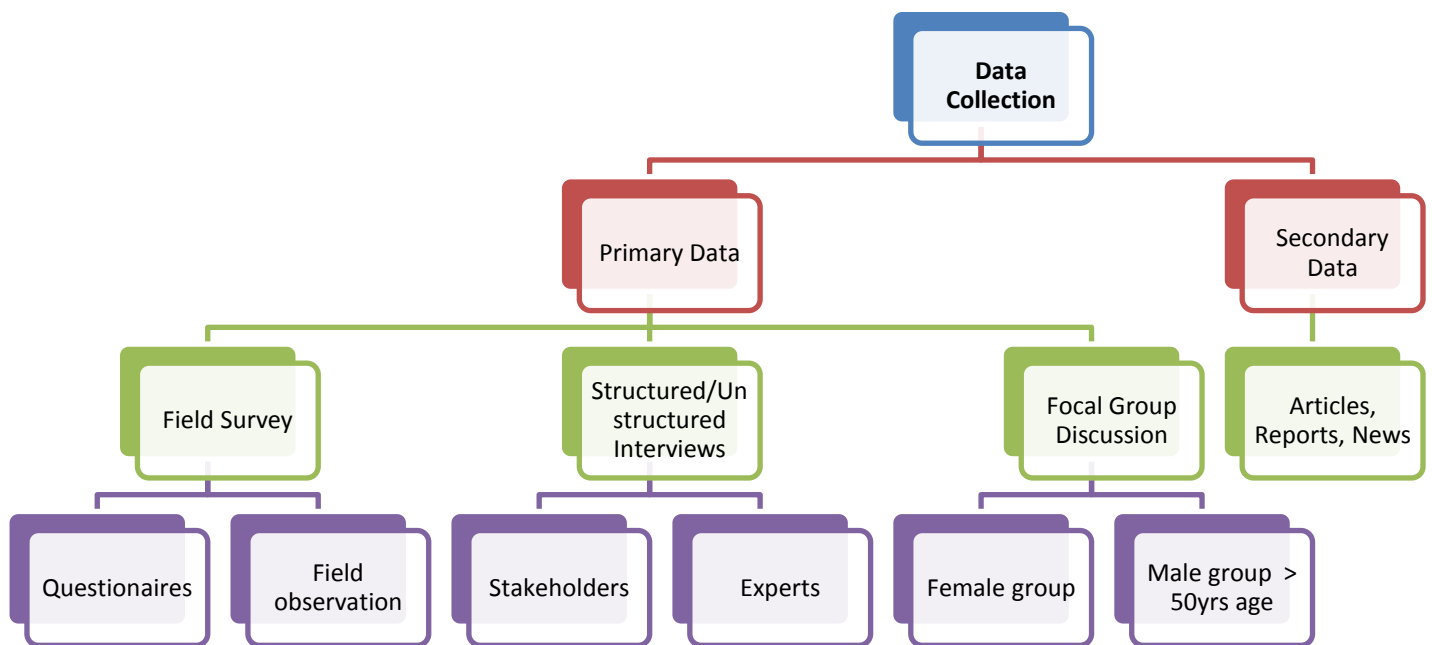 Data
Collection
Primary Data
Secondary
Data
Field Survey
Structured/Un
structured
Interviews
Focal Group
Discussion
Articles,
Reports, News
Questionaires
Field
observation
Stakeholders
Experts
Female group
Male group >
50yrs age